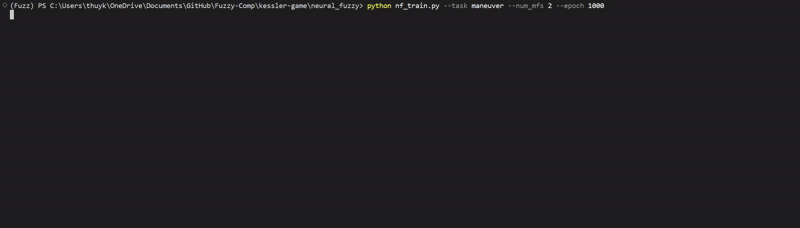 (Fuzz) PS C:\Users\thuyk\OneDrive\Documents\GitHub\Fuzzy-Comp\kessler-game\neural_fuzzy> python nf_train.py --task maneuver --num_mfs 2 --epoch 1000